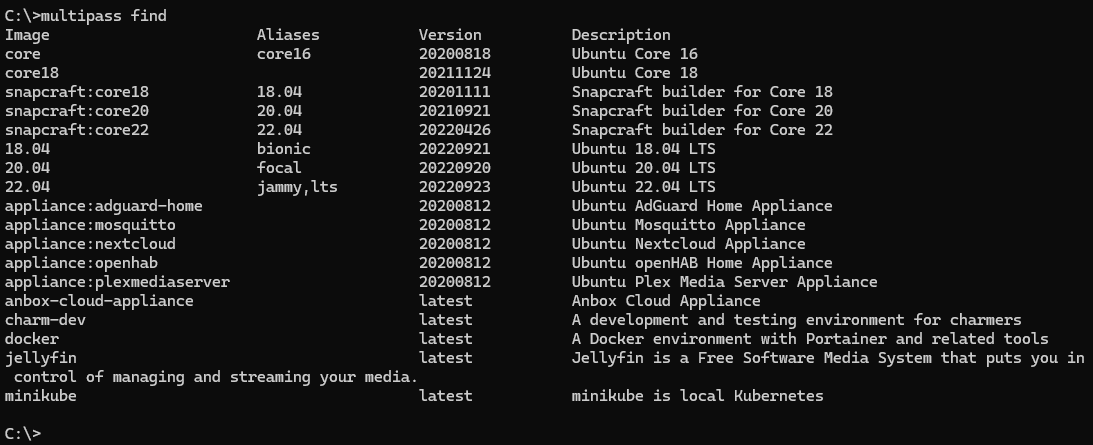 C:\>multipass find
Image                       Aliases           Version          Description
core                        core16            20200818         Ubuntu Core 16
core18                                        20211124         Ubuntu Core 18
snapcraft:core18            18.04             20201111         Snapcraft builder for Core 18
snapcraft:core20            20.04             20210921         Snapcraft builder for Core 20
snapcraft:core22            22.04             20220426         Snapcraft builder for Core 22
18.04                       bionic            20220921         Ubuntu 18.04 LTS
20.04                       focal             20220920         Ubuntu 20.04 LTS
22.04                       jammy,lts         20220923         Ubuntu 22.04 LTS
appliance:adguard-home                        20200812         Ubuntu AdGuard Home Appliance
appliance:mosquitto                           20200812         Ubuntu Mosquitto Appliance
appliance:nextcloud                           20200812         Ubuntu Nextcloud Appliance
appliance:openhab                             20200812         Ubuntu openHAB Home Appliance
appliance:plexmediaserver                     20200812         Ubuntu Plex Media Server Appliance
anbox-cloud-appliance                         latest           Anbox Cloud Appliance
charm-dev                                     latest           A development and testing environment for charmers
docker                                        latest           A Docker environment with Portainer and related tools
jellyfin                                      latest           Jellyfin is a Free Software Media System that puts you in
 control of managing and streaming your media.
minikube                                      latest           minikube is local Kubernetes
C:\>